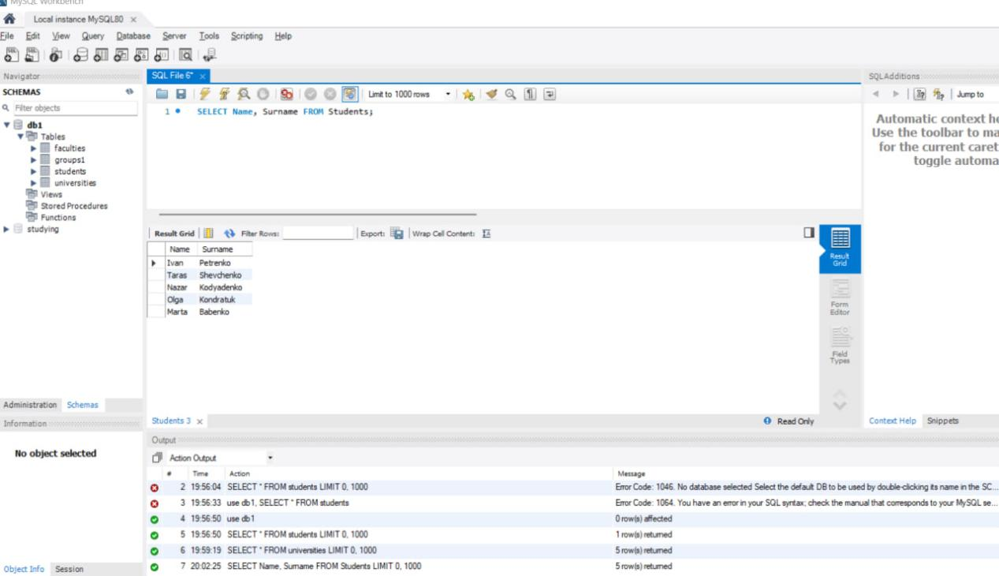 MySQL Workbench
Local instance MySQL80
File Edit View Query Database Server Tools Scripting Help
Navigator
SCHEMAS
Filter objects
db1
Tables
faculties
groups1
students
universities
Views
Stored Procedures
Functions
studying
Administration Schemas
Information
No object selected
Object Info Session
SQL File 6*
Limit to 1000 rows
1 SELECT Name, Surname FROM Students;
Result Grid Filter Rows: Export: Wrap Cell Content:
Name Surname
Ivan Petrenko
Taras Shevchenko
Nazar Kodyadenko
Olga Kondratuk
Marta Babenko
Result
Grid
Form
Editor
Field
Types
Students 3
Read Only
SQLAdditions
Jump to
Automatic context he
Use the toolbar to ma
for the current caret
toggle automa
Context Help Snippets
Output
Action Output
# Time Action Message
2 19:56:04 SELECT * FROM students LIMIT 0, 1000 Error Code: 1046. No database selected Select the default DB to be used by double-clicking its name in the SC...
3 19:56:33 use db1, SELECT * FROM students Error Code: 1064. You have an error in your SQL syntax; check the manual that corresponds to your MySQL se...
4 19:56:50 use db1 0 row(s) affected
5 19:56:50 SELECT * FROM students LIMIT 0, 1000 1 row(s) returned
6 19:59:19 SELECT * FROM universities LIMIT 0, 1000 5 row(s) returned
7 20:02:25 SELECT Name, Surname FROM Students LIMIT 0, 1000 5 row(s) returned